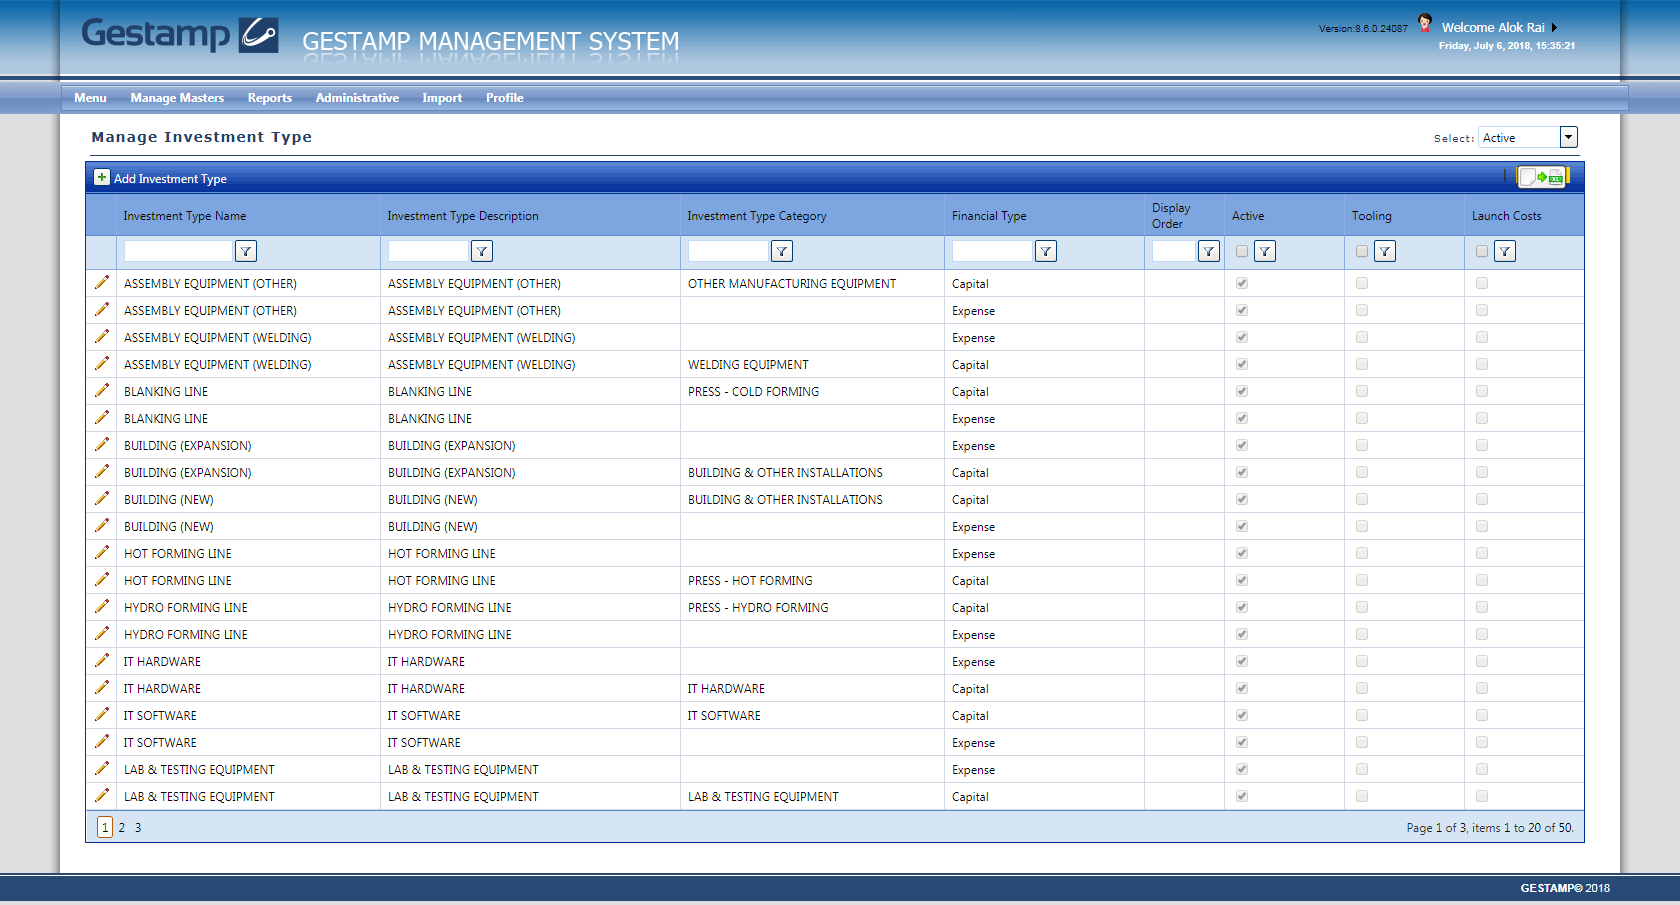 Gestamp
GESTAMP MANAGEMENT SYSTEM
Version:8.6.0.24087
Welcome Alok Rai
Friday, July 6, 2018, 15:35:21
Menu Manage Masters Reports Administrative Import Profile
Manage Investment Type
Select: Active
Add Investment Type
Investment Type Name Investment Type Description Investment Type Category Financial Type Display Order Active Tooling Launch Costs
ASSEMBLY EQUIPMENT (OTHER) ASSEMBLY EQUIPMENT (OTHER) OTHER MANUFACTURING EQUIPMENT Capital
ASSEMBLY EQUIPMENT (OTHER) ASSEMBLY EQUIPMENT (OTHER) Expense
ASSEMBLY EQUIPMENT (WELDING) ASSEMBLY EQUIPMENT (WELDING) Expense
ASSEMBLY EQUIPMENT (WELDING) ASSEMBLY EQUIPMENT (WELDING) WELDING EQUIPMENT Capital
BLANKING LINE BLANKING LINE PRESS - COLD FORMING Capital
BLANKING LINE BLANKING LINE Expense
BUILDING (EXPANSION) BUILDING (EXPANSION) Expense
BUILDING (EXPANSION) BUILDING (EXPANSION) BUILDING & OTHER INSTALLATIONS Capital
BUILDING (NEW) BUILDING (NEW) BUILDING & OTHER INSTALLATIONS Capital
BUILDING (NEW) BUILDING (NEW) Expense
HOT FORMING LINE HOT FORMING LINE Expense
HOT FORMING LINE HOT FORMING LINE PRESS - HOT FORMING Capital
HYDRO FORMING LINE HYDRO FORMING LINE PRESS - HYDRO FORMING Capital
HYDRO FORMING LINE HYDRO FORMING LINE Expense
IT HARDWARE IT HARDWARE Expense
IT HARDWARE IT HARDWARE IT HARDWARE Capital
IT SOFTWARE IT SOFTWARE IT SOFTWARE Capital
IT SOFTWARE IT SOFTWARE Expense
LAB & TESTING EQUIPMENT LAB & TESTING EQUIPMENT Expense
LAB & TESTING EQUIPMENT LAB & TESTING EQUIPMENT LAB & TESTING EQUIPMENT Capital
1 2 3 Page 1 of 3, items 1 to 20 of 50.
GESTAMP© 2018